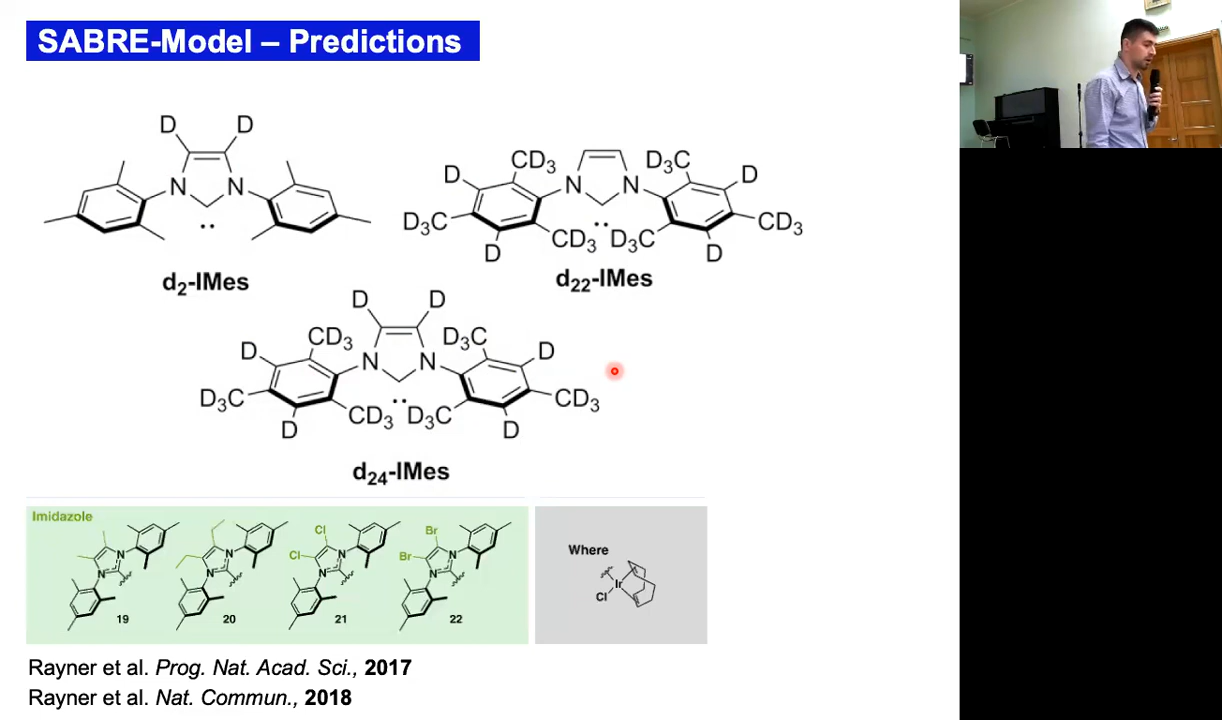 SABRE-Model – Predictions
D D
N N
d2-IMes
CD3 D3C
D D
N N
D3C CD3
CD3 D3C
D D
d22-IMes
D D
CD3 D3C
D D
N N
D3C CD3
CD3 D3C
D D
d24-IMes
Imidazole
N N
19
N N
20
Cl
Cl
N N
21
Br
Br
N N
22
Where
Ir
Cl
Rayner et al. Prog. Nat. Acad. Sci., 2017
Rayner et al. Nat. Commun., 2018